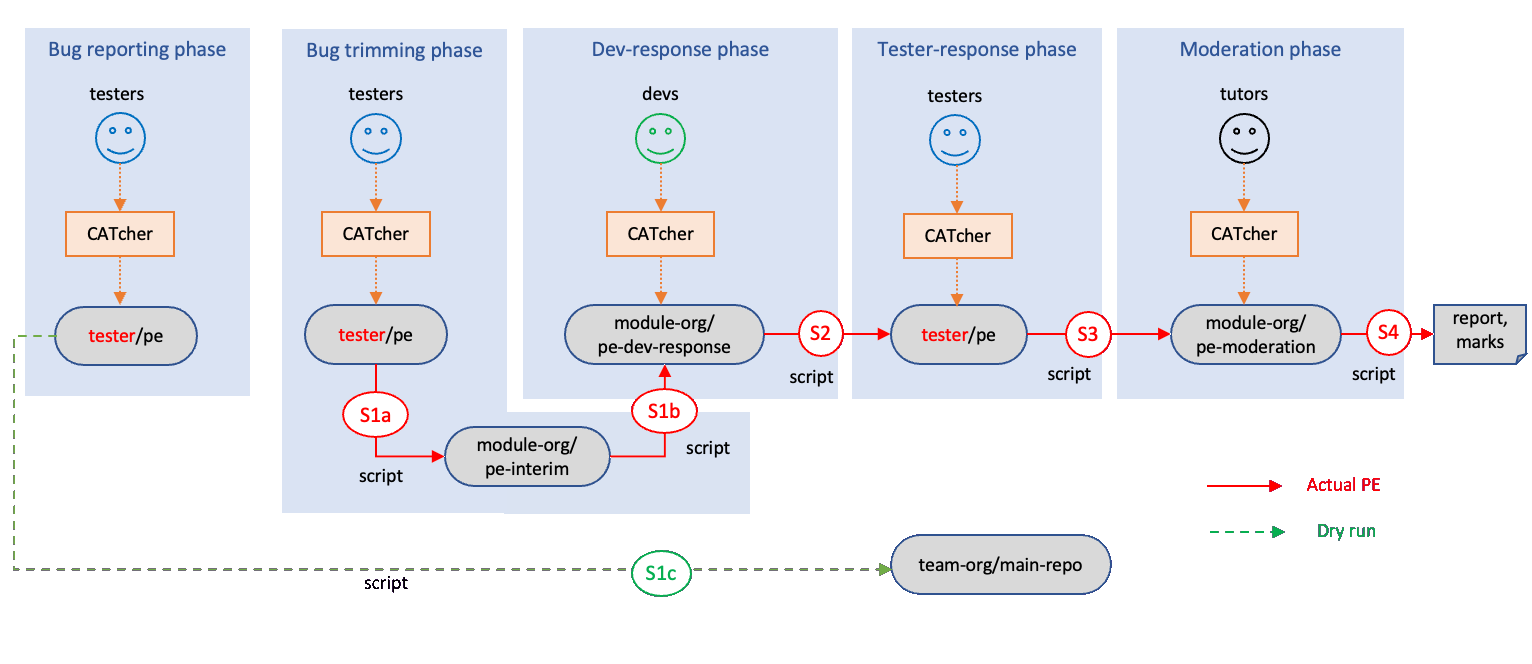 Bug reporting phase
testers
CATcher
tester/pe
Bug trimming phase
testers
CATcher
tester/pe
S1a
script
module-org/
pe-interim
S1b
script
Dev-response phase
devs
CATcher
module-org/
pe-dev-response
S2
script
Tester-response phase
testers
CATcher
tester/pe
S3
script
Moderation phase
tutors
CATcher
module-org/
pe-moderation
S4
script
report,
marks
Actual PE
Dry run
script
S1c
team-org/main-repo